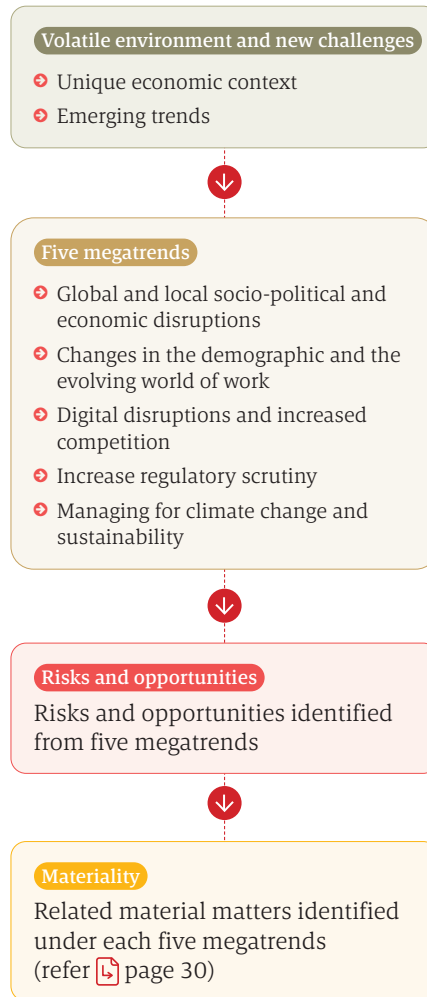 Volatile environment and new challenges
Unique economic context
Emerging trends
Five megatrends
Global and local socio-political and
economic disruptions
Changes in the demographic and the
evolving world of work
Digital disruptions and increased
competition
Increase regulatory scrutiny
Managing for climate change and
sustainability
Risks and opportunities
Risks and opportunities identified
from five megatrends
Materiality
Related material matters identified
under each five megatrends
(refer page 30)